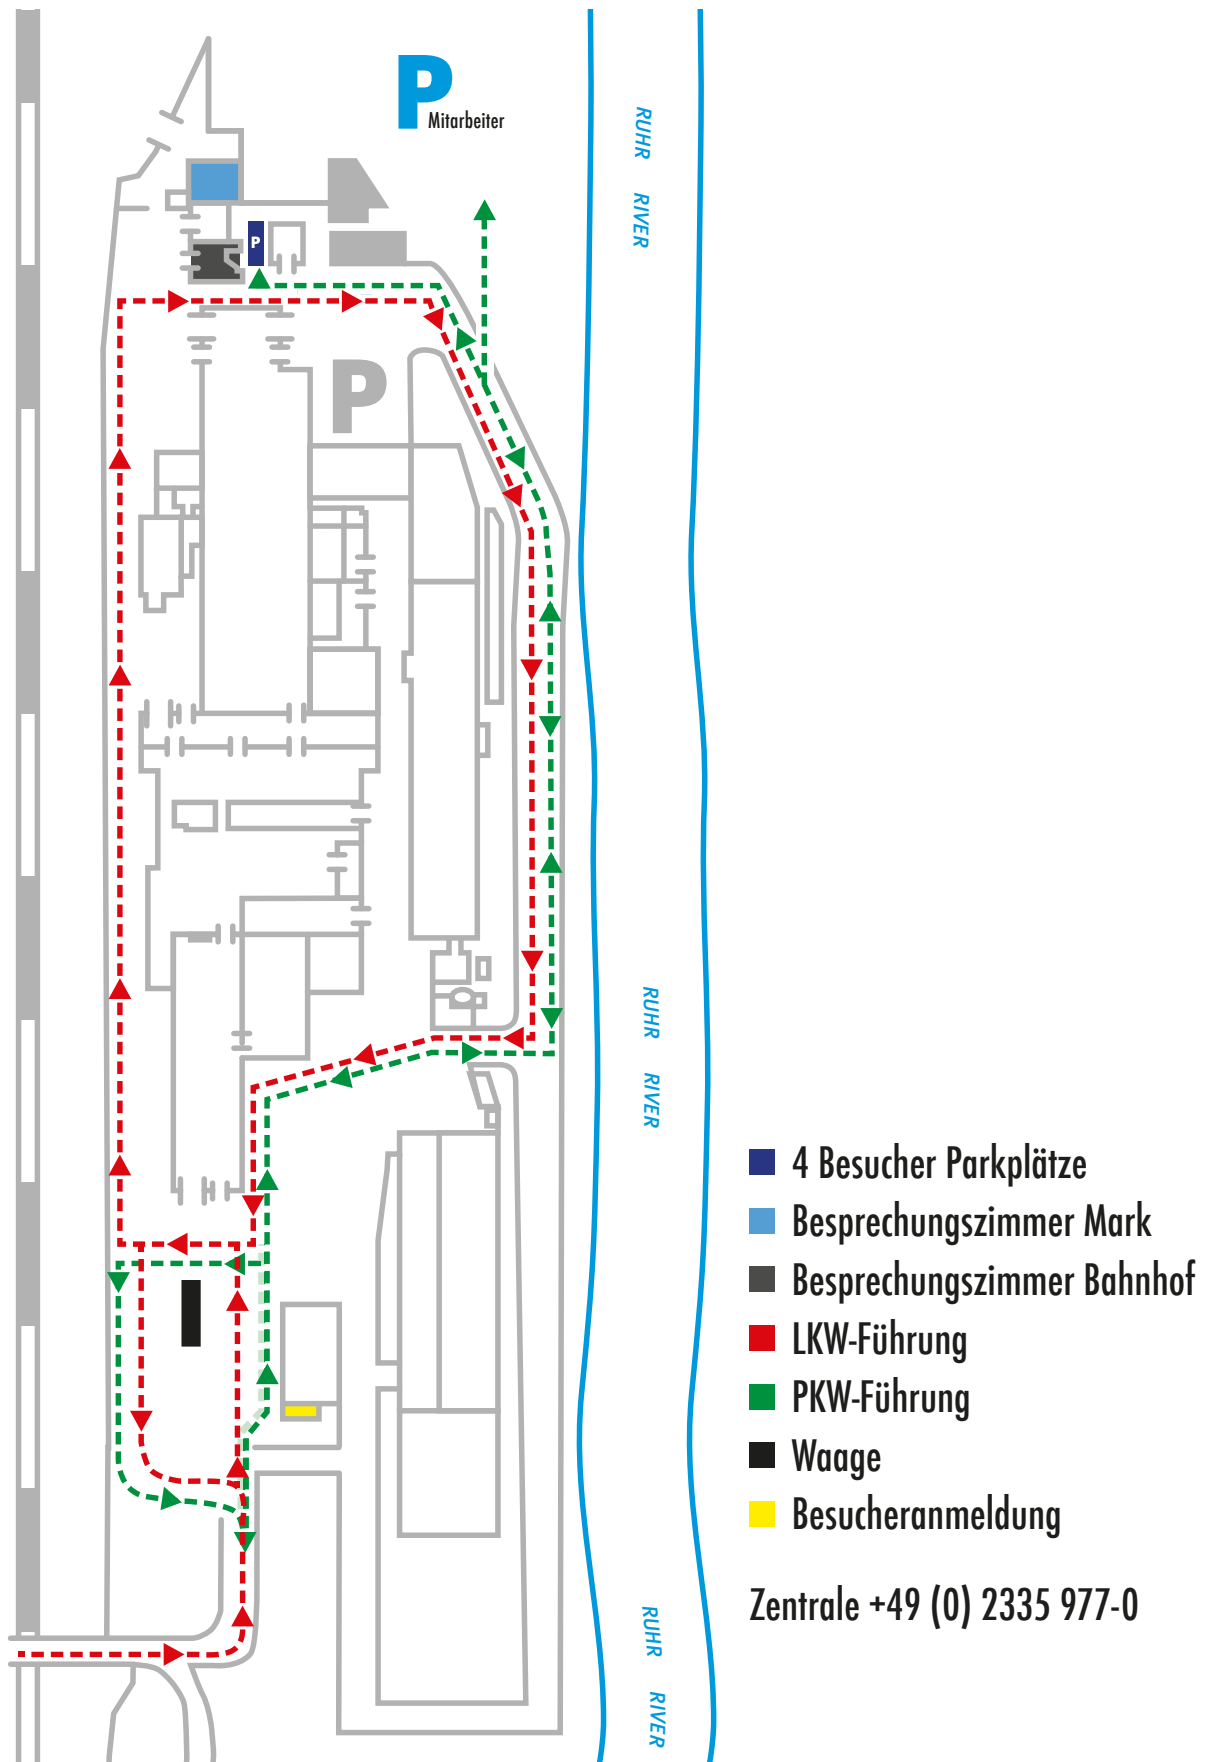 P
Mitarbeiter
RUHR RIVER
P
P
RUHR RIVER
4 Besucher Parkplätze
Besprechungszimmer Mark
Besprechungszimmer Bahnhof
LKW-Führung
PKW-Führung
Waage
Besucheranmeldung
Zentrale +49 (0) 2335 977-0
RUHR RIVER